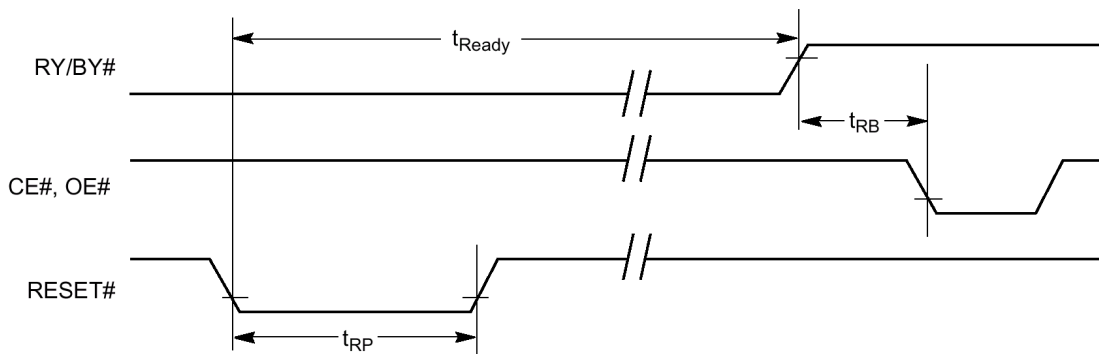 tReady
RY/BY#
tRB
CE#, OE#
RESET#
tRP